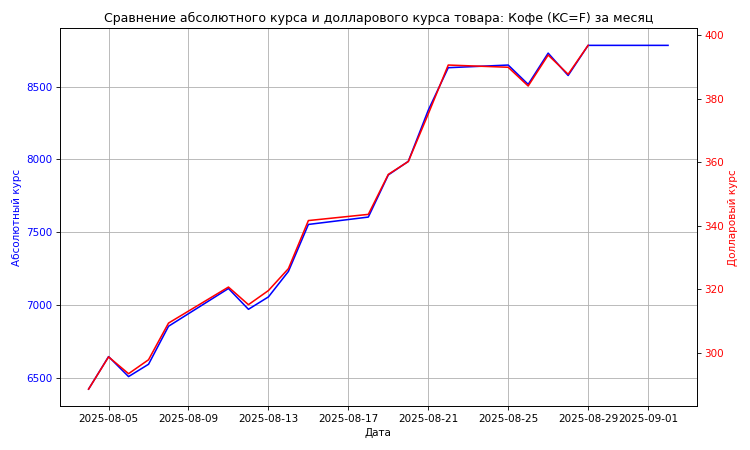 Сравнение абсолютного курса и долларового курса товара: Кофе (KC=F) за месяц
Абсолютный курс
8500
8000
7500
7000
6500
400
380
360
340
320
300
Долларовый курс
2025-08-05 2025-08-09 2025-08-13 2025-08-17 2025-08-21 2025-08-25 2025-08-29 2025-09-01
Дата